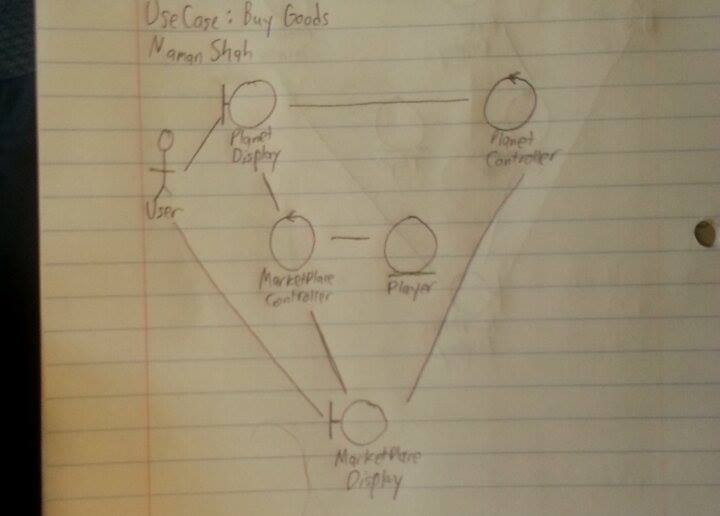 UseCase: Buy Goods
Naman Shah
Planet
Display
Planet
Controller
User
MarketPlace
Controller
Player
MarketPlace
Display